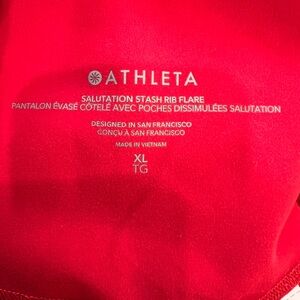 ATHLETA
SALUTATION STASH RIB FLARE
PANTALON ÉVASÉ CÔTELÉ AVEC POCHES DISSIMULÉES SALUTATION
DESIGNED IN SAN FRANCISCO
CONÇU À SAN FRANCISCO
MADE IN VIETNAM
XL
TG